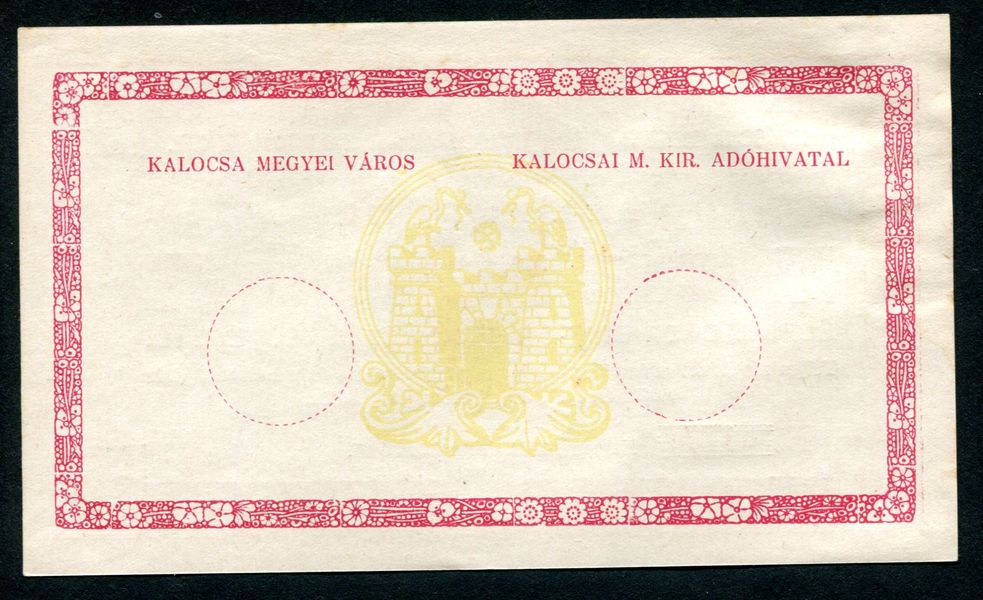 KALOCSA MEGYEI VÁROS
KALOCSAI M. KIR. ADÓHIVATAL